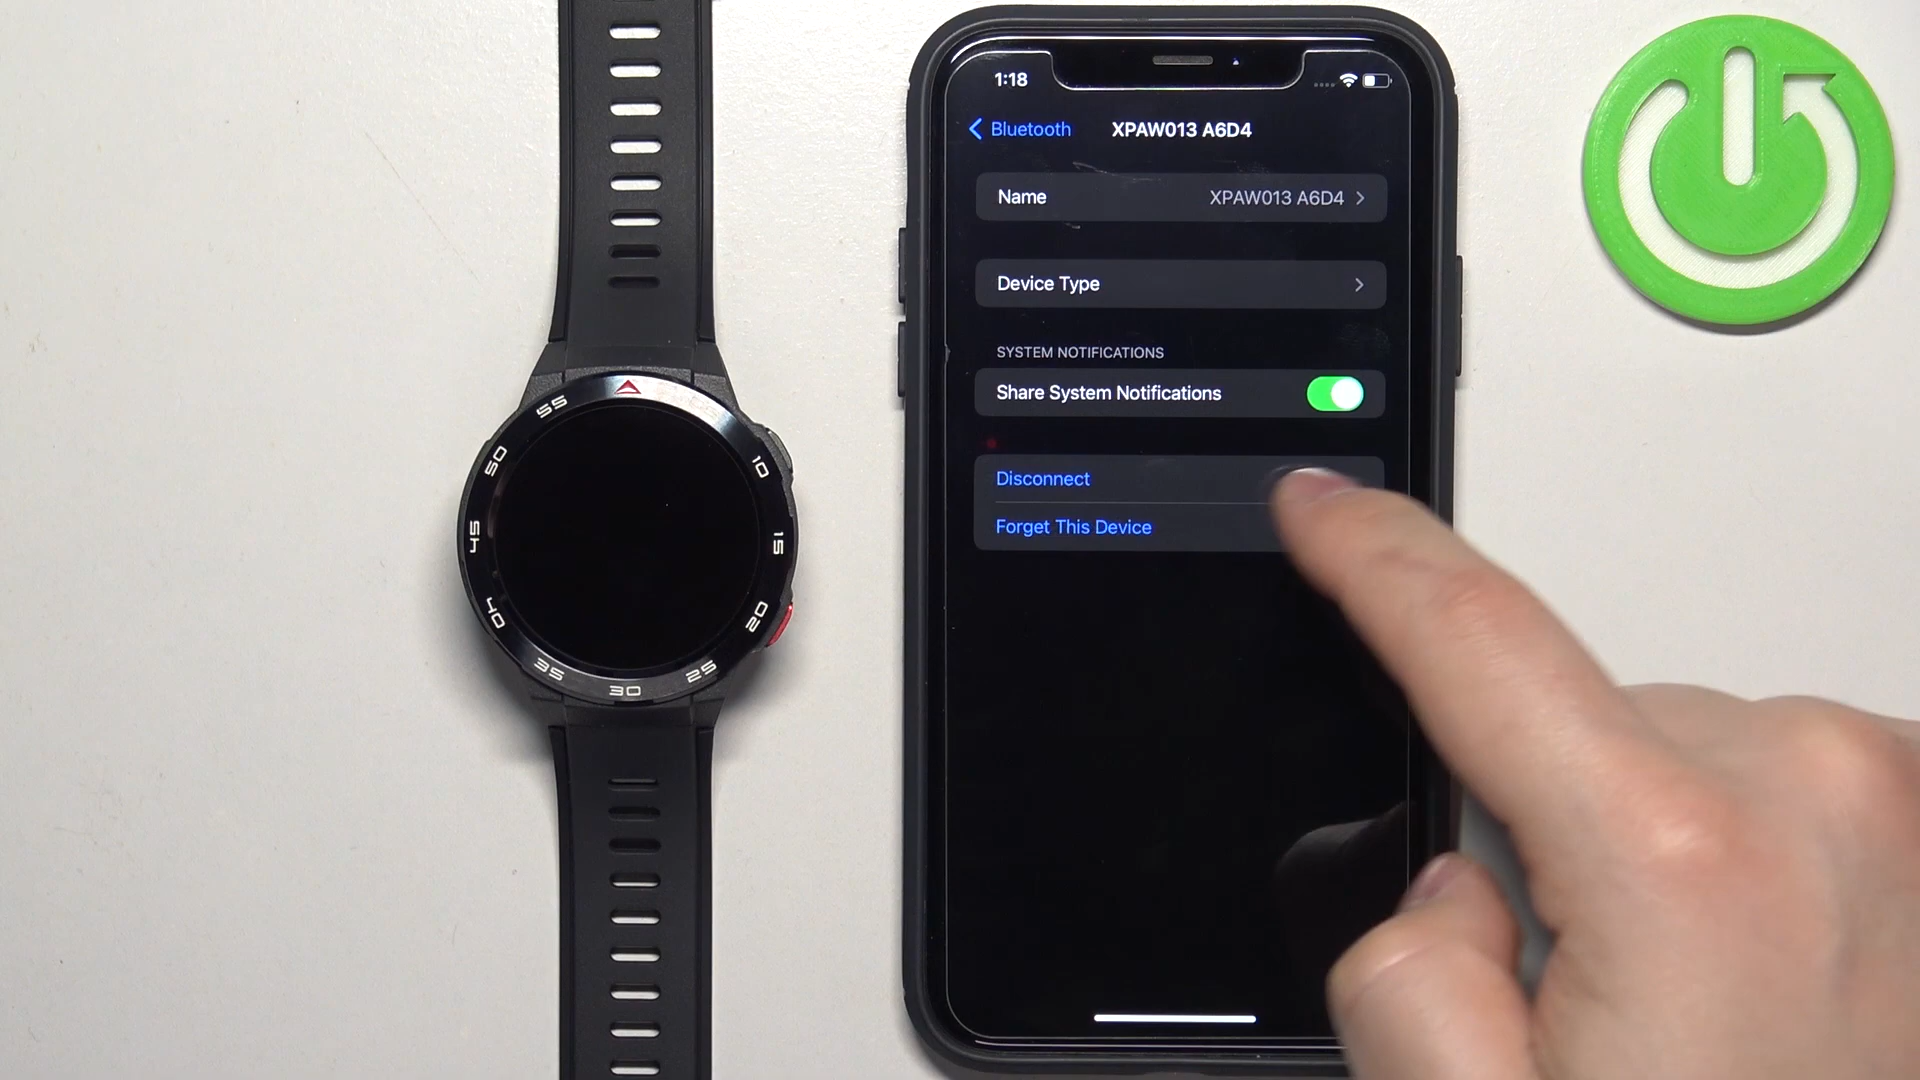 1:18
Bluetooth
XPAW013 A6D4
Name
XPAW013 A6D4
Device Type
SYSTEM NOTIFICATIONS
Share System Notifications
Disconnect
Forget This Device
55
50
45
40
35
30
25
20
15
10